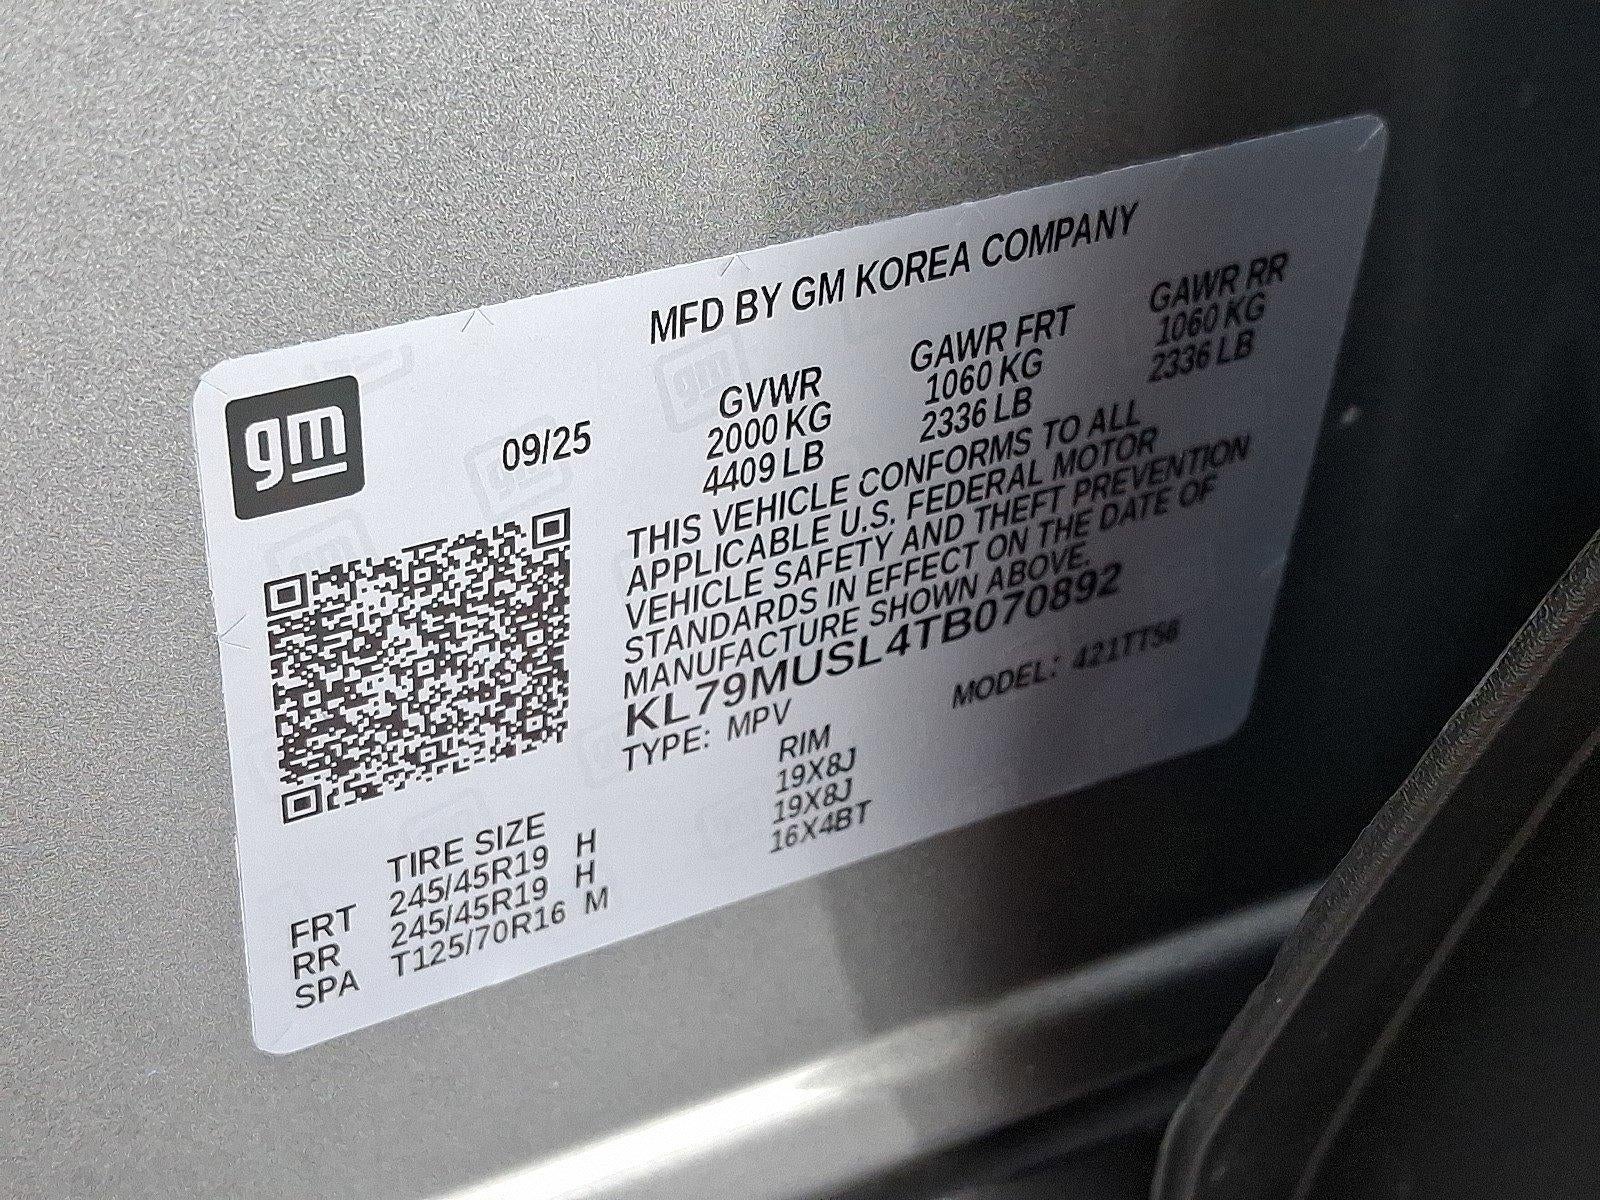 MFD BY GM KOREA COMPANY
gm
09/25
GVWR GAWR FRT GAWR RR
2000 KG 1060 KG 1060 KG
4409 LB 2336 LB 2336 LB
THIS VEHICLE CONFORMS TO ALL
APPLICABLE U.S. FEDERAL MOTOR
VEHICLE SAFETY AND THEFT PREVENTION
STANDARDS IN EFFECT ON THE DATE OF
MANUFACTURE SHOWN ABOVE.
KL79MUSL4TB070892
TYPE: MPV MODEL: 421TT56
TIRE SIZE RIM
FRT 245/45R19 H 19X8J
RR 245/45R19 H 19X8J
SPA T125/70R16 M 16X4BT